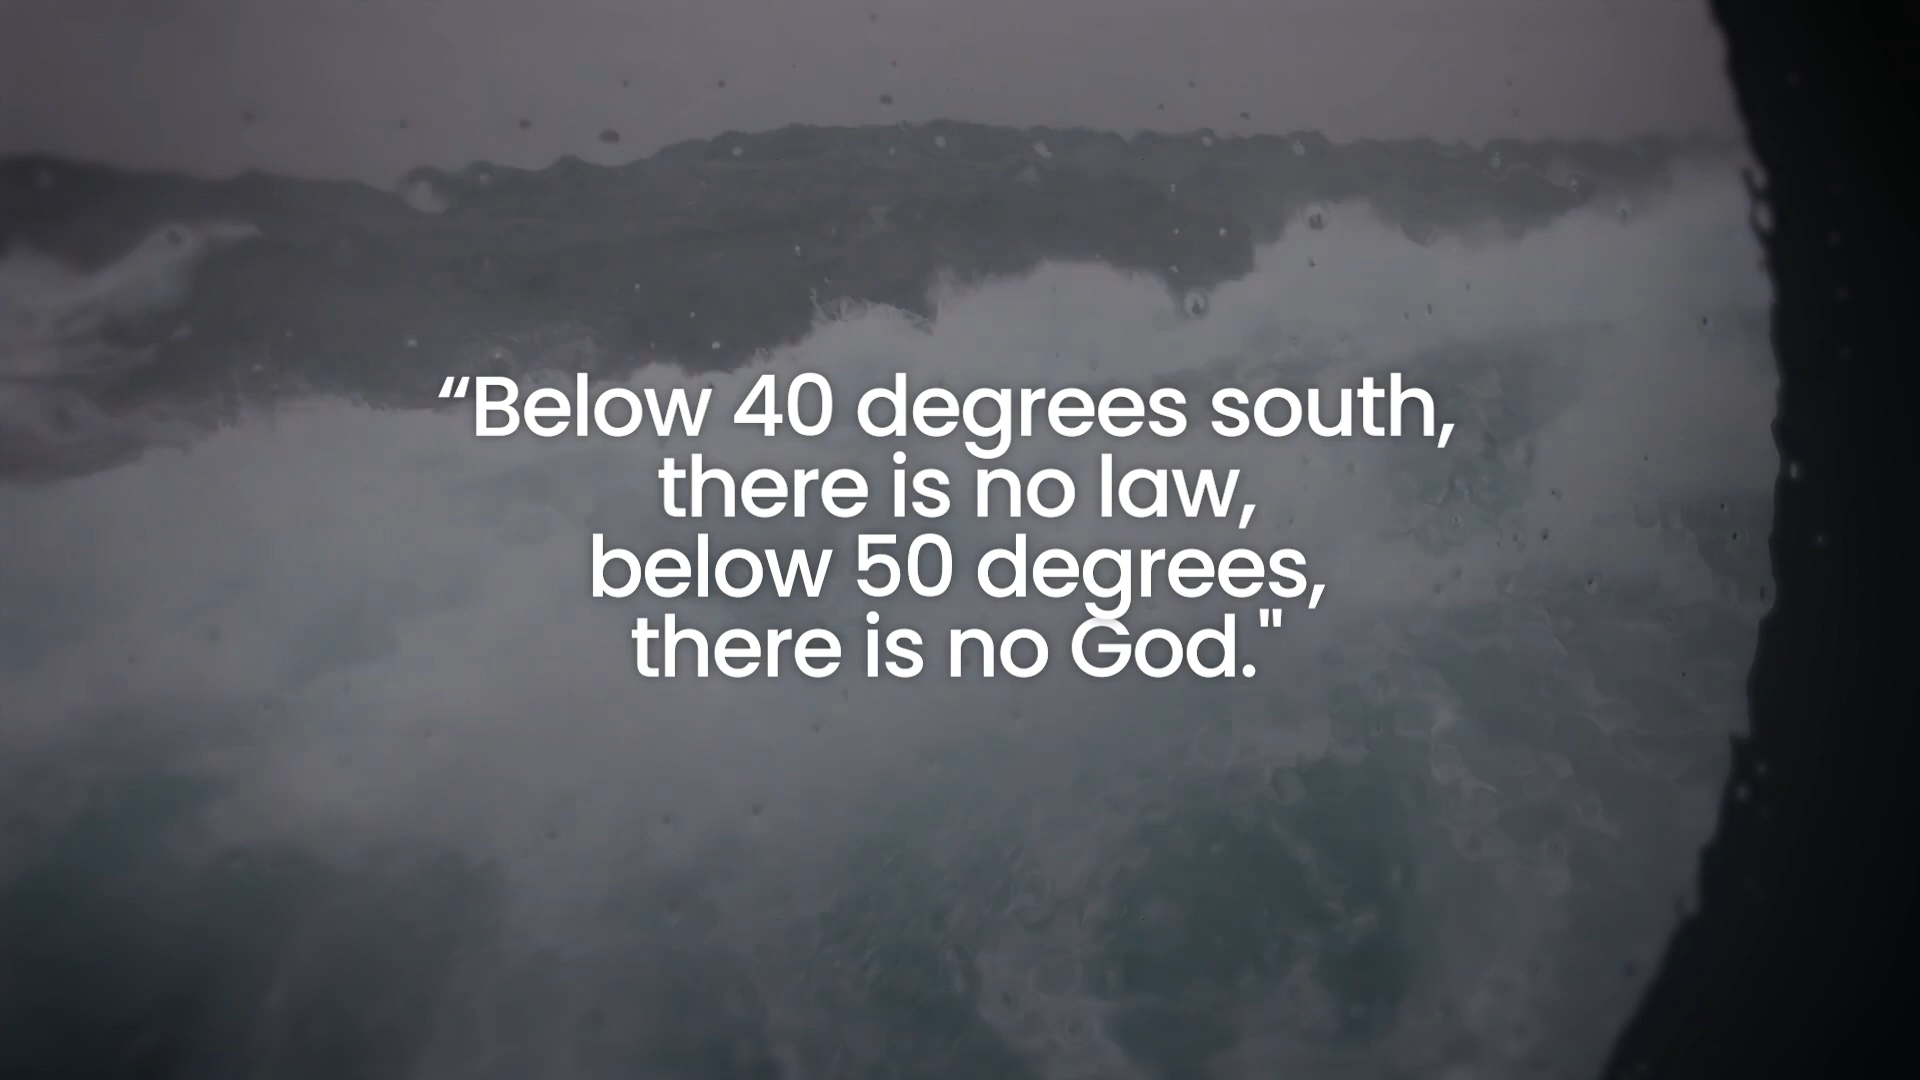 “Below 40 degrees south,
there is no law,
below 50 degrees,
there is no God."